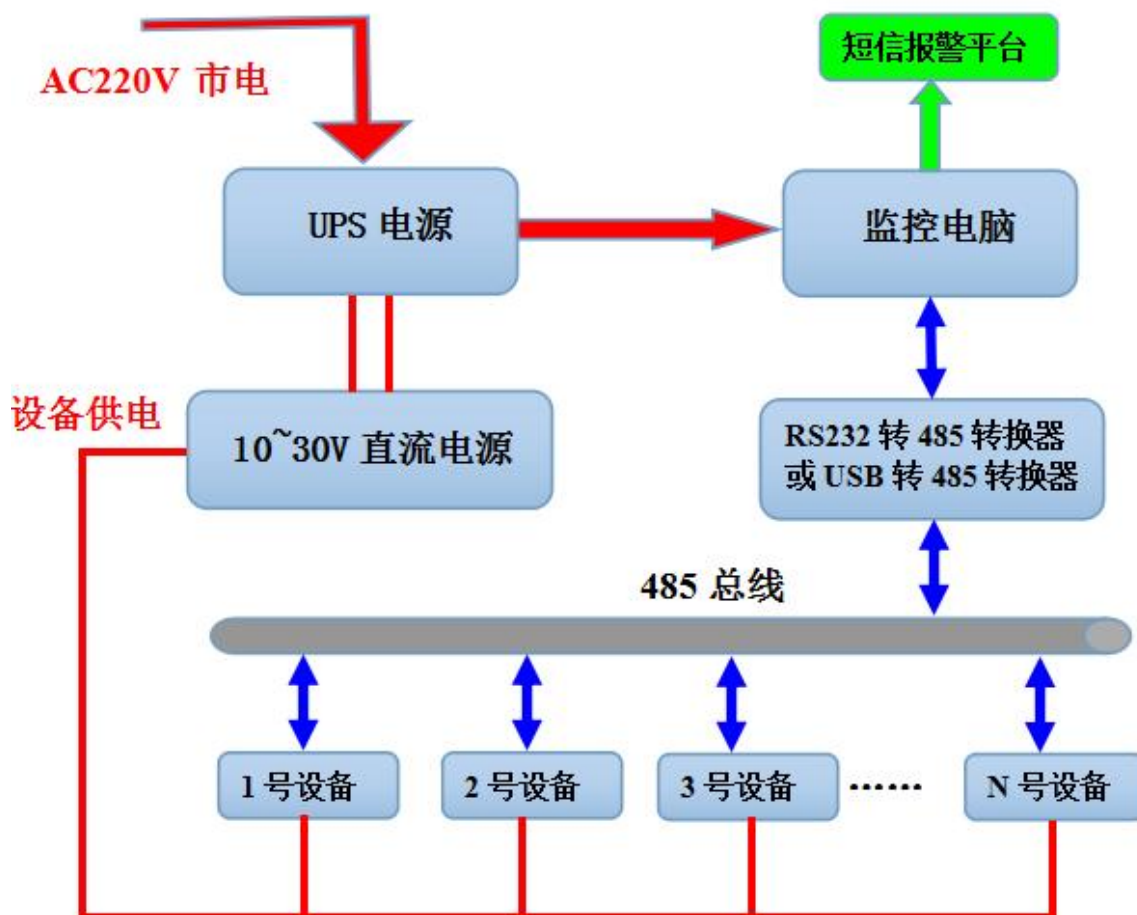 短信报警平台
AC220V 市电
UPS 电源
监控电脑
设备供电
10~30V 直流电源
RS232 转 485 转换器
或 USB 转 485 转换器
485 总线
1 号设备
2 号设备
3 号设备
……
N 号设备